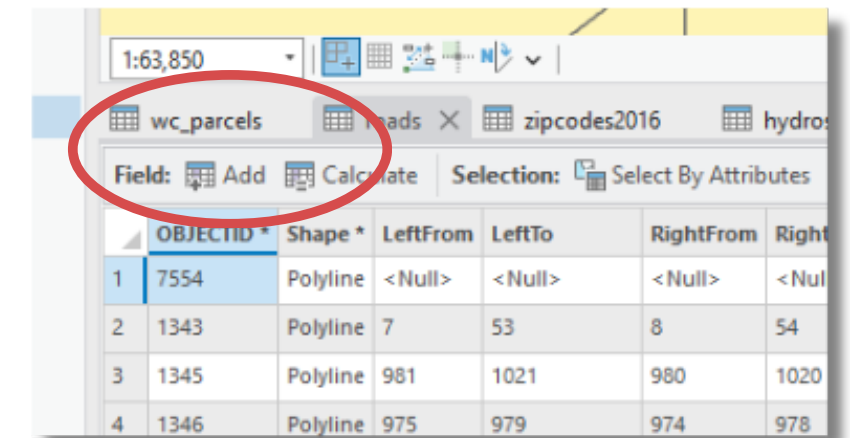 1:63,850
wc_parcels roads zipcodes2016
Field: Add Calculate Selection: Select By Attributes
OBJECTID * Shape * LeftFrom LeftTo RightFrom Right
1 7554 Polyline <Null> <Null> <Null>
2 1343 Polyline 7 53 8 54
3 1345 Polyline 981 1021 980 1020
4 1346 Polyline 975 979 974 978